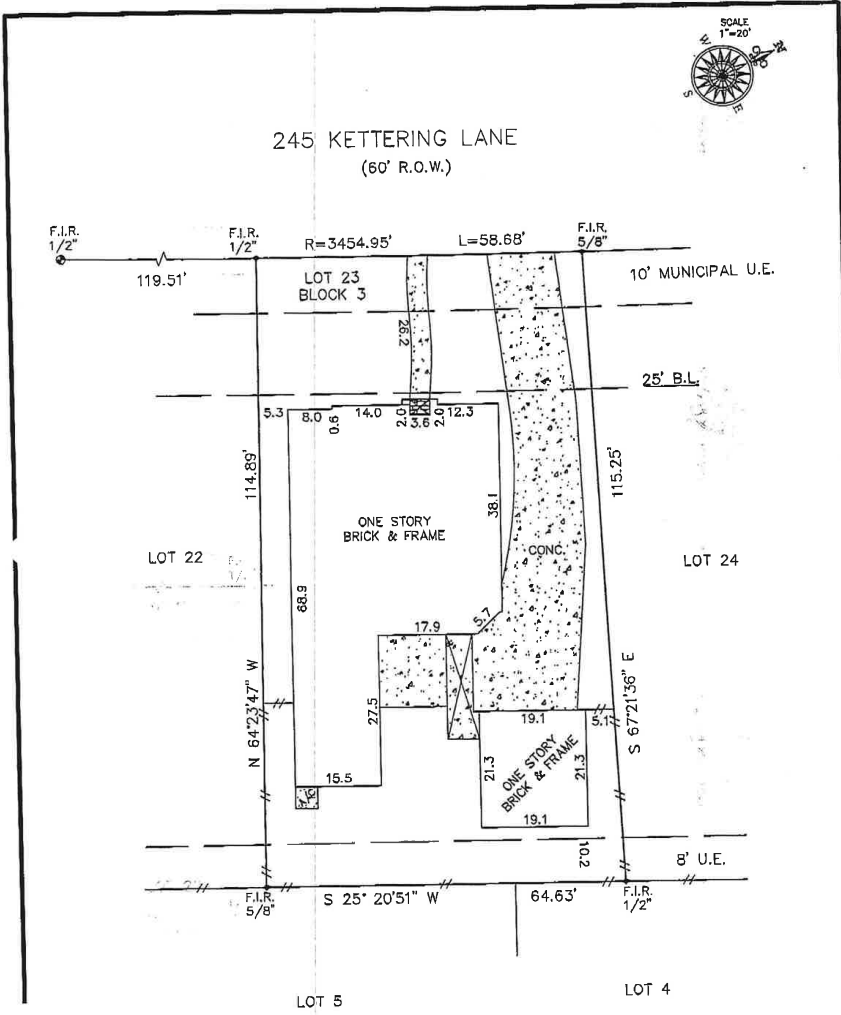 SCALE
1"=20'
W
N
S
E
245 KETTERING LANE
(60' R.O.W.)
F.I.R.
1/2"
F.I.R.
1/2"
R=3454.95'
L=58.68'
F.I.R.
5/8"
119.51'
LOT 23
BLOCK 3
10' MUNICIPAL U.E.
26.2
25' B.L.
5.3
8.0
0.6
14.0
2.0
3.6
2.0
12.3
114.89'
115.25'
38.1
ONE STORY
BRICK & FRAME
CONC.
LOT 22
LOT 24
68.9
5.7
17.9
N 64°23'47" W
S 67°21'36" E
27.5
19.1
5.1
21.3
ONE STORY
BRICK & FRAME
21.3
15.5
A/C
19.1
10.2
8' U.E.
F.I.R.
5/8"
S 25° 20'51" W
64.63'
F.I.R.
1/2"
LOT 5
LOT 4